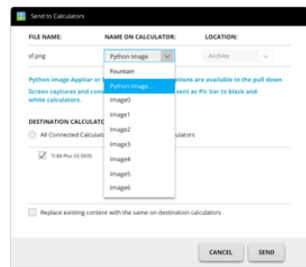 Send to Calculators
FILE NAME: NAME ON CALCULATOR: LOCATION:
sf.png Python Image Archive
Fountain
Python Image ...
Image0
Image1
Image2
Image3
Image4
Image5
Image6
Python Image AppVar or tions are available in the pull down
Screen captures and conv sent as Pic Var to black and
white calculators.
DESTINATION CALCULATO
All Connected Calculat culators
TI-84 Plus CE-0035
Replace existing content with the same on destination calculators
CANCEL SEND